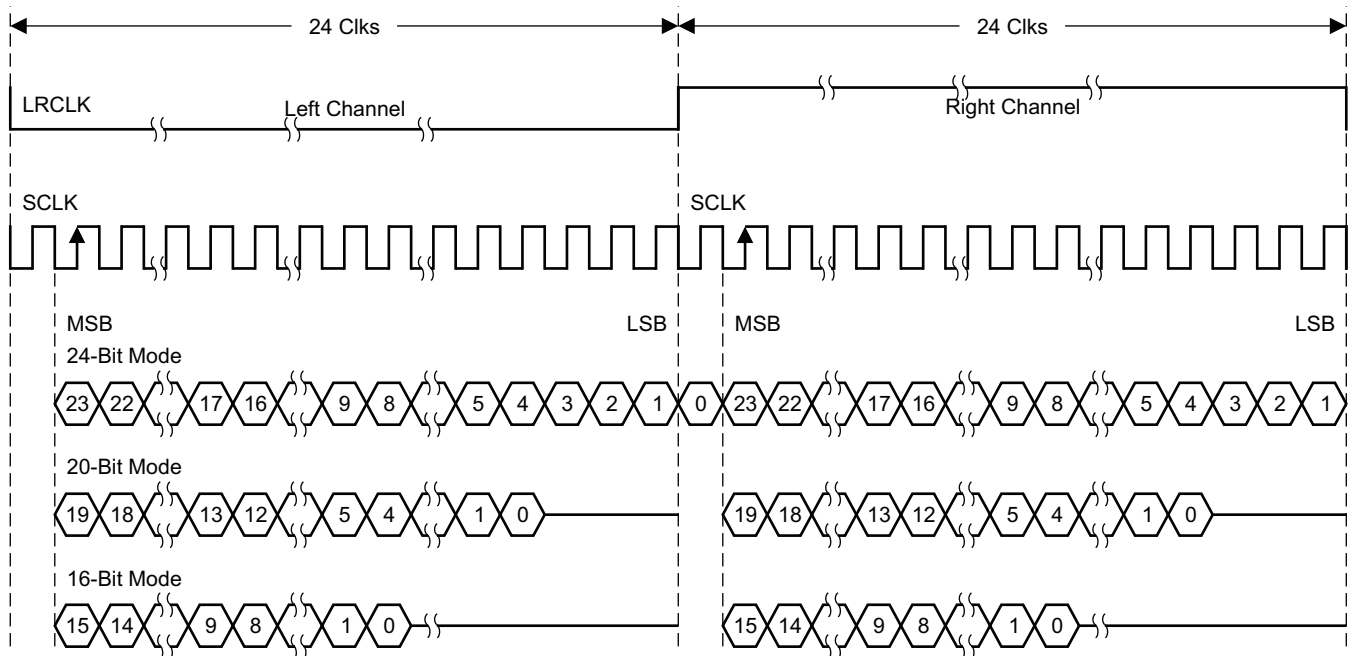 24 Clks 24 Clks
LRCLK Left Channel Right Channel
SCLK SCLK
MSB LSB MSB LSB
24-Bit Mode
23 22 17 16 9 8 5 4 3 2 1 0 23 22 17 16 9 8 5 4 3 2 1
20-Bit Mode
19 18 13 12 5 4 1 0 19 18 13 12 5 4 1 0
16-Bit Mode
15 14 9 8 1 0 15 14 9 8 1 0